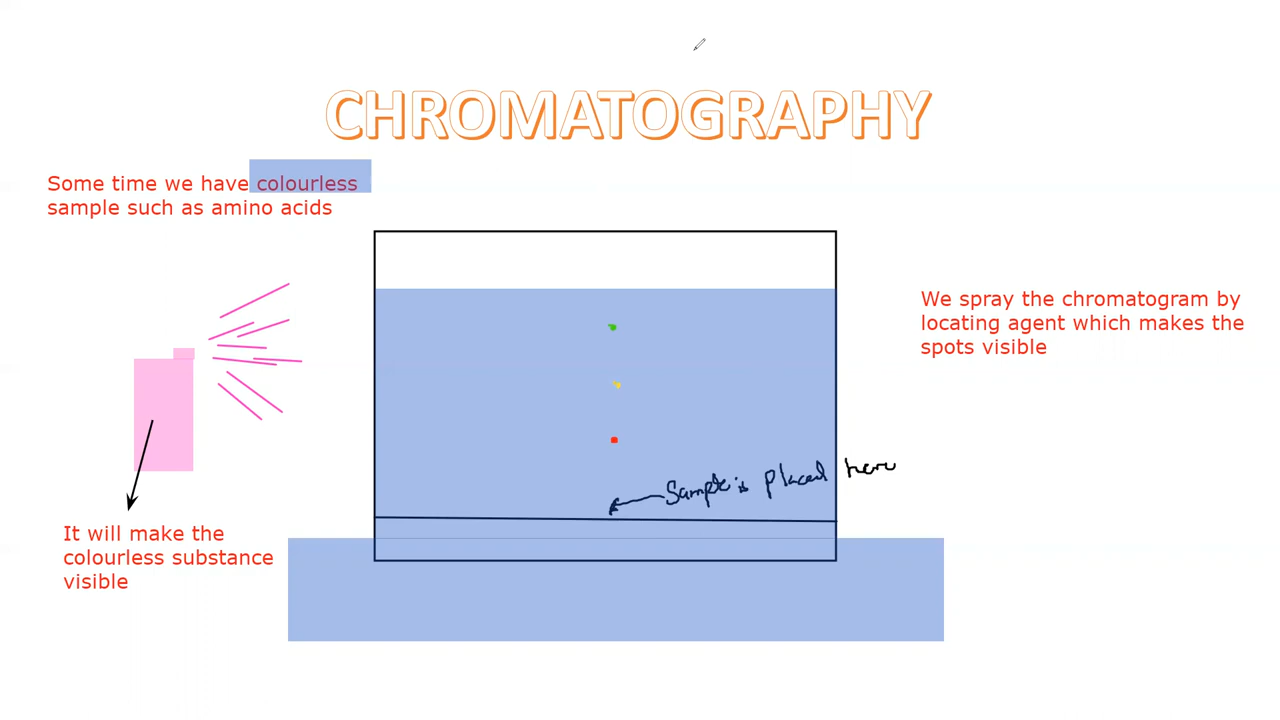 CHROMATOGRAPHY
Some time we have colourless
sample such as amino acids
We spray the chromatogram by
locating agent which makes the
spots visible
Sample is placed here
It will make the
colourless substance
visible